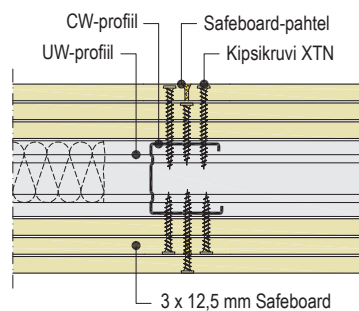 CW-profiil
Safeboard-pahtel
UW-profiil
Kipsikruvi XTN
3 x 12,5 mm Safeboard